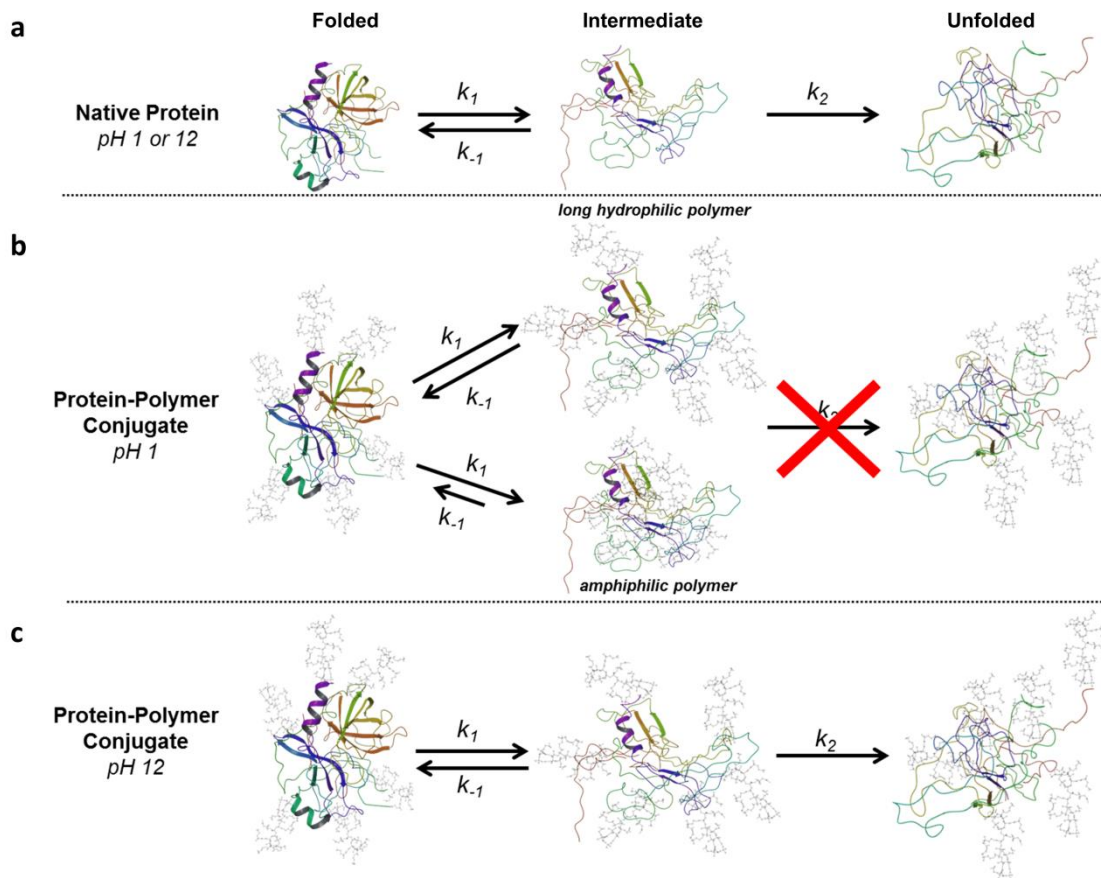 Folded
Intermediate
Unfolded
a
Native Protein
pH 1 or 12
k1
k-1
k2
long hydrophilic polymer
b
Protein-Polymer
Conjugate
pH 1
k1
k-1
k1
k-1
k2
amphiphilic polymer
c
Protein-Polymer
Conjugate
pH 12
k1
k-1
k2